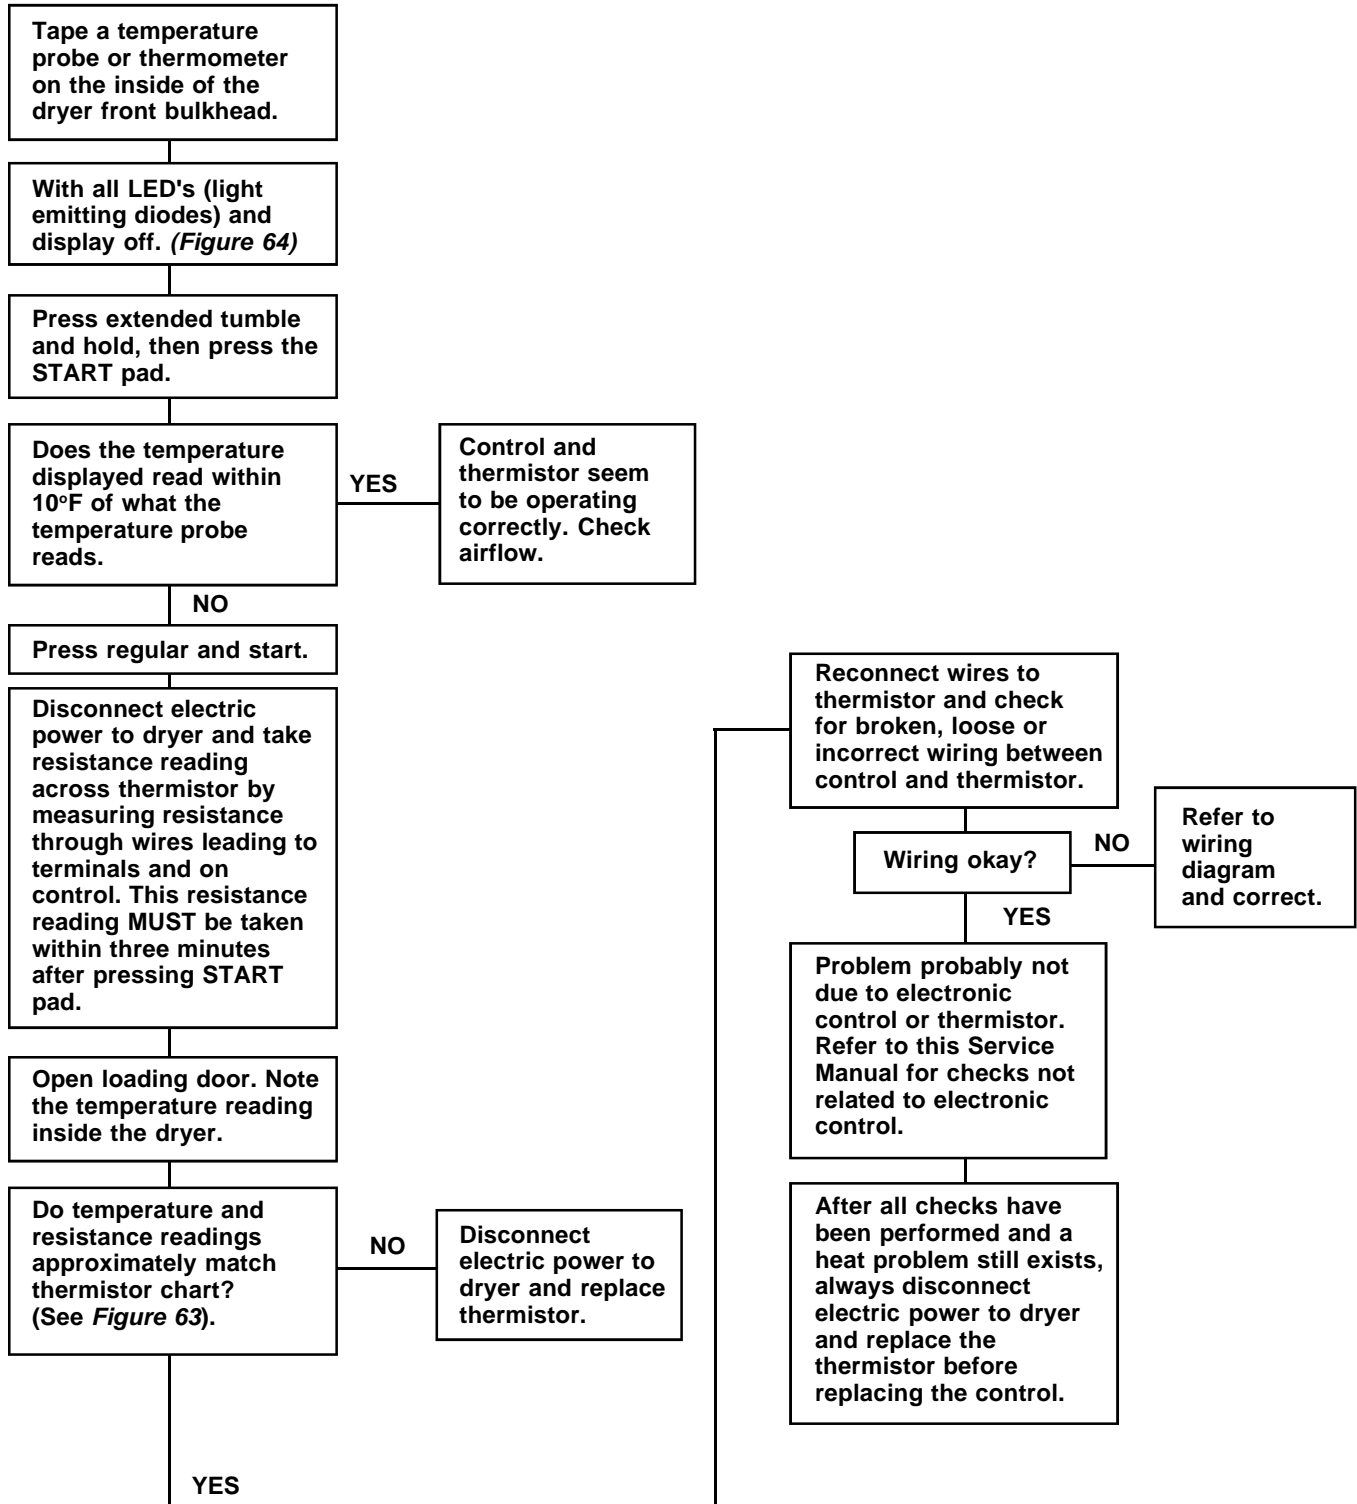 Tape a temperature
probe or thermometer
on the inside of the
dryer front bulkhead.
With all LED's (light
emitting diodes) and
display off. (Figure 64)
Press extended tumble
and hold, then press the
START pad.
Does the temperature
displayed read within
10°F of what the
temperature probe
reads.
YES
Control and
thermistor seem
to be operating
correctly. Check
airflow.
NO
Press regular and start.
Disconnect electric
power to dryer and take
resistance reading
across thermistor by
measuring resistance
through wires leading to
terminals and on
control. This resistance
reading MUST be taken
within three minutes
after pressing START
pad.
Open loading door. Note
the temperature reading
inside the dryer.
Do temperature and
resistance readings
approximately match
thermistor chart?
(See Figure 63).
NO
Disconnect
electric power to
dryer and replace
thermistor.
YES
Reconnect wires to
thermistor and check
for broken, loose or
incorrect wiring between
control and thermistor.
Wiring okay?
NO
Refer to
wiring
diagram
and correct.
YES
Problem probably not
due to electronic
control or thermistor.
Refer to this Service
Manual for checks not
related to electronic
control.
After all checks have
been performed and a
heat problem still exists,
always disconnect
electric power to dryer
and replace the
thermistor before
replacing the control.